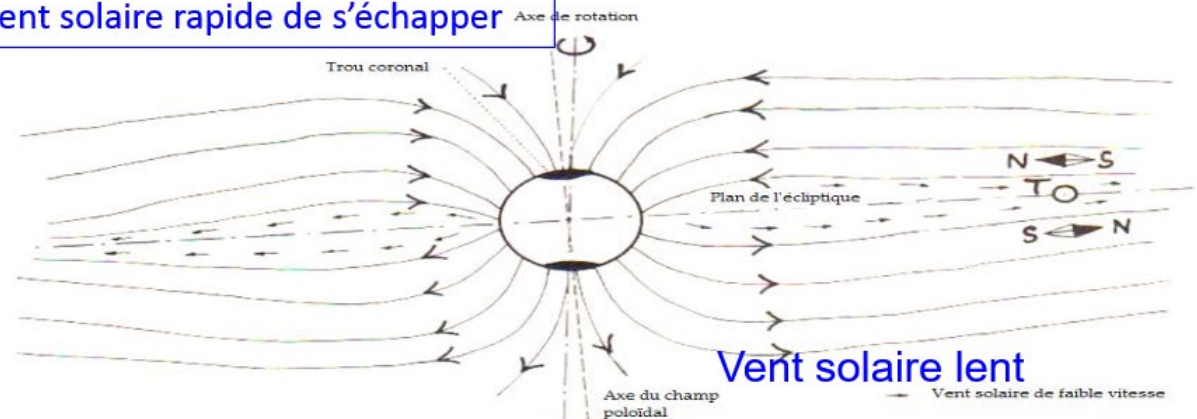 ent solaire rapide de s’échapper
Axe de rotation
Trou coronal
N S
T
Plan de l'écliptique
S N
Vent solaire lent
Vent solaire de faible vitesse
Axe du champ
poloïdal